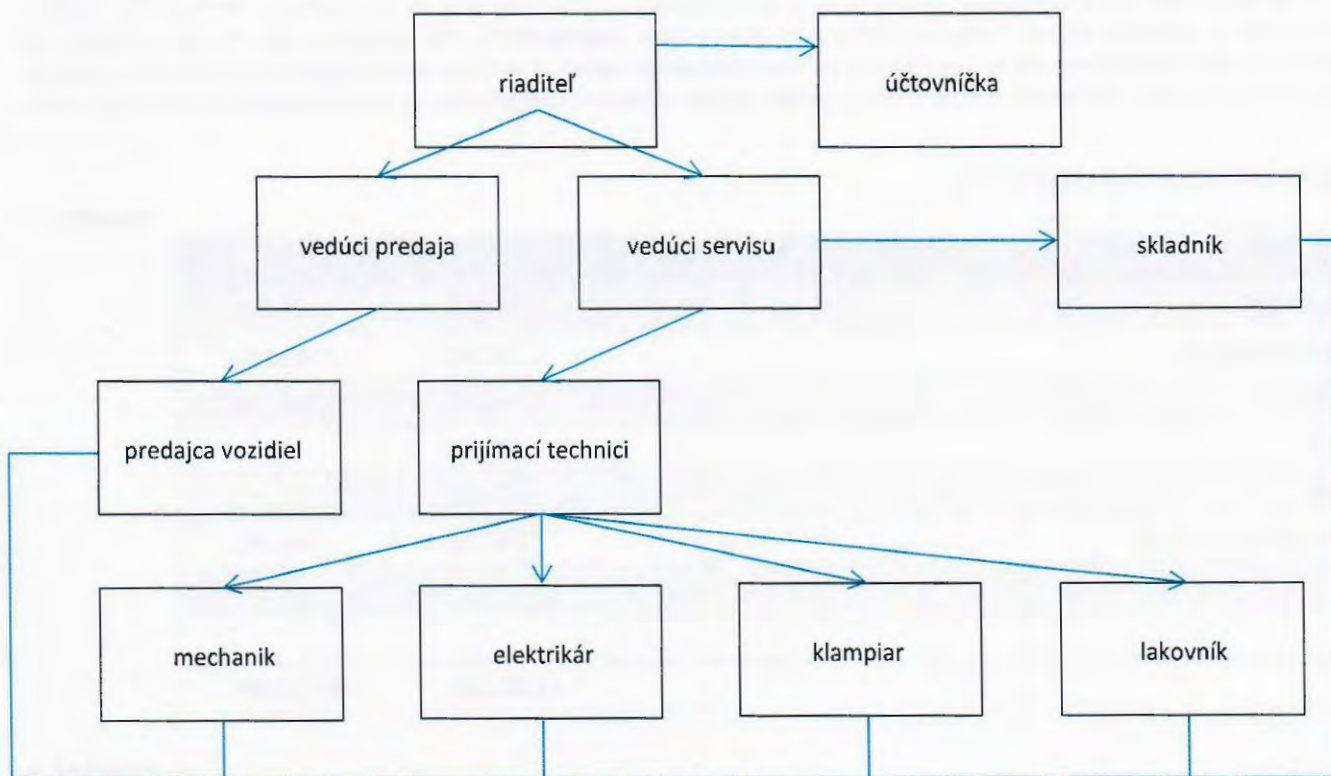 riaditeľ
účtovníčka
vedúci predaja
vedúci servisu
skladník
predajca vozidiel
prijímací technici
mechanik
elektrikár
klampiar
lakovník